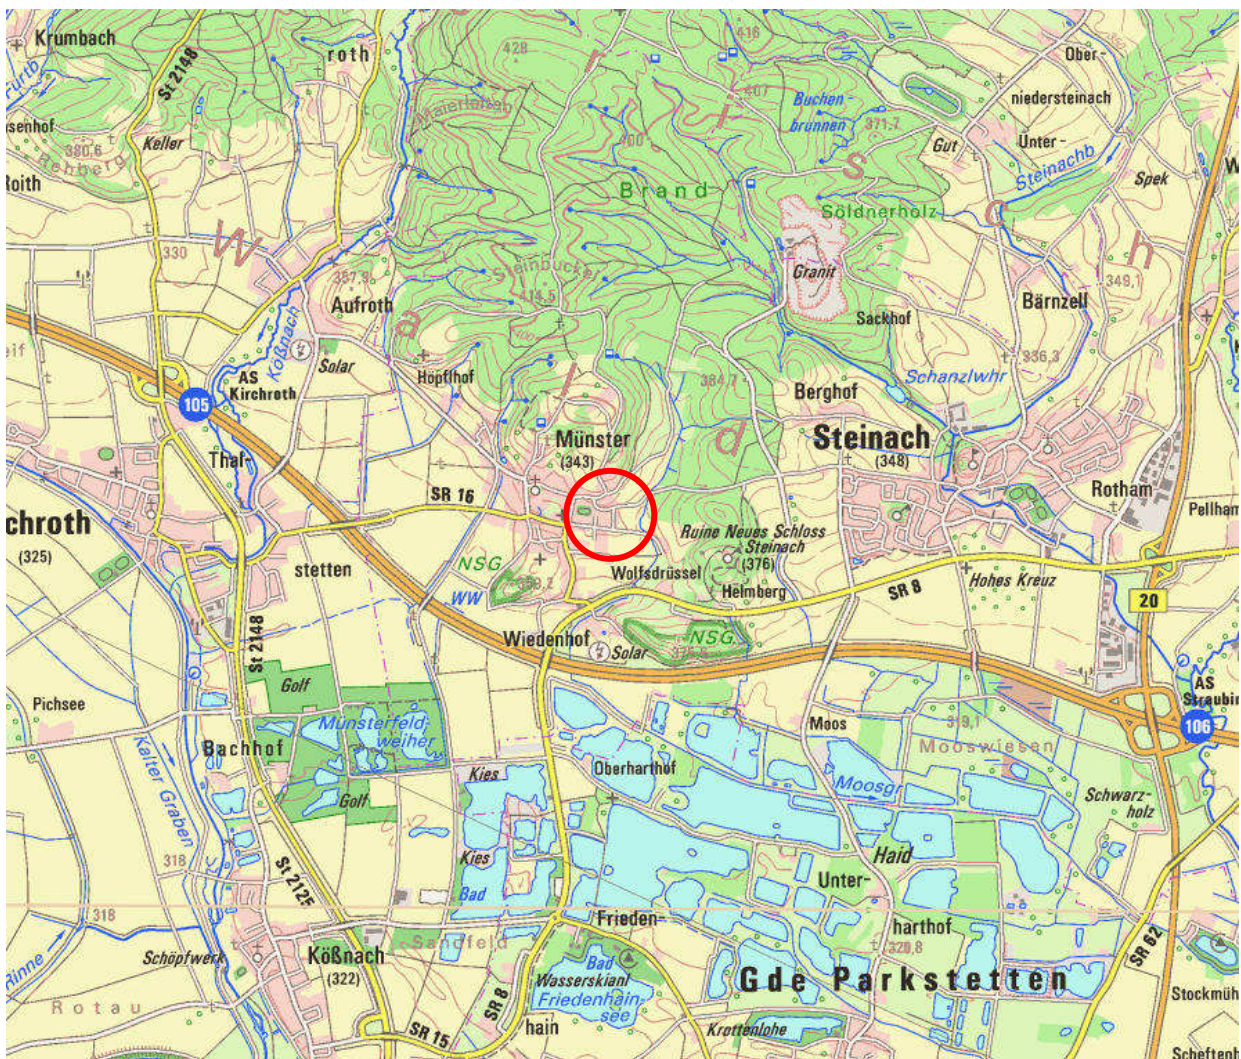 Krumbach
St 2148
roth
428
416
Ober-
niedersteinach
407
Buchen-
brunnen
371,7
Gut
Unter-
Steinachb
Spek
380,6
Rehberg
Keller
Roith
400
Brand
Söldnerholz
W
a
l
d
r
i
s
c
h
330
Steinbuckel
414,5
Granit
349,1
357,9
Aufroth
Bärnzell
Sackhof
Kößnach
336,3
Solar
Höpflhof
AS
Kirchroth
105
384,7
Berghof
Schanzlwhr
Münster
(343)
Steinach
(348)
Thal-
SR 16
Rotham
chroth
(325)
Pellham
stetten
NSG
WW
Ruine Neues Schloss
Steinach
(376)
Wolfsdrüssel
Helmberg
SR 8
Hohes Kreuz
20
St 2148
Wiedenhof
Solar
NSG
Golf
AS
Straubin
106
Pichsee
Münsterfeld-
weiher
Moos
319,1
Mooswiesen
Bachhof
Kies
Oberharthof
Moosgr
Golf
Schwarz-
holz
Kalter Graben
318
Kies
Haid
St 2125
Bad
Unter-
318
Frieden-
harthof
320,8
SR 62
Rinne
Schöpfwerk
Kößnach
(322)
Sandfeld
Bad
Wasserskianl
Friedenhain-
see
Gde Parkstetten
Stockmüh
Rotau
SR 8
SR 15
hain
Krottenlohe
Scheftenh